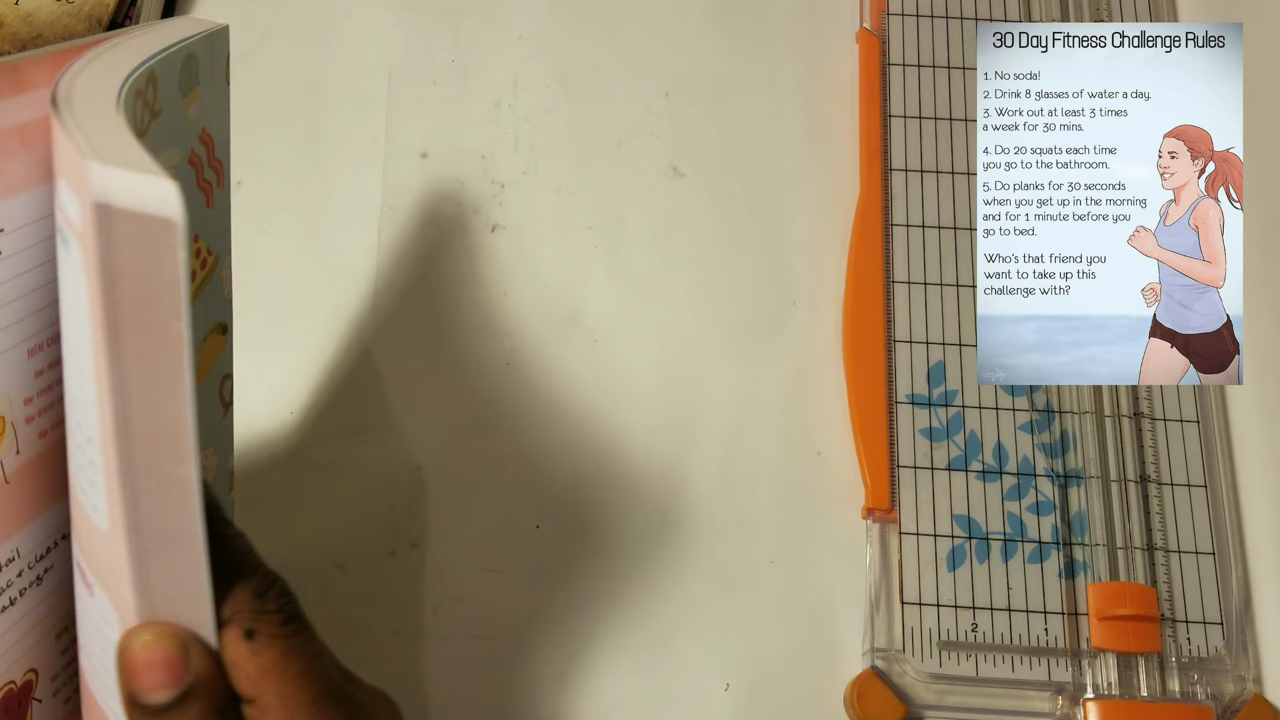 30 Day Fitness Challenge Rules
1. No soda!
2. Drink 8 glasses of water a day.
3. Work out at least 3 times
a week for 30 mins.
4. Do 20 squats each time
you go to the bathroom.
5. Do planks for 30 seconds
when you get up in the morning
and for 1 minute before you
go to bed.
Who's that friend you
want to take up this
challenge with?
2 1 1